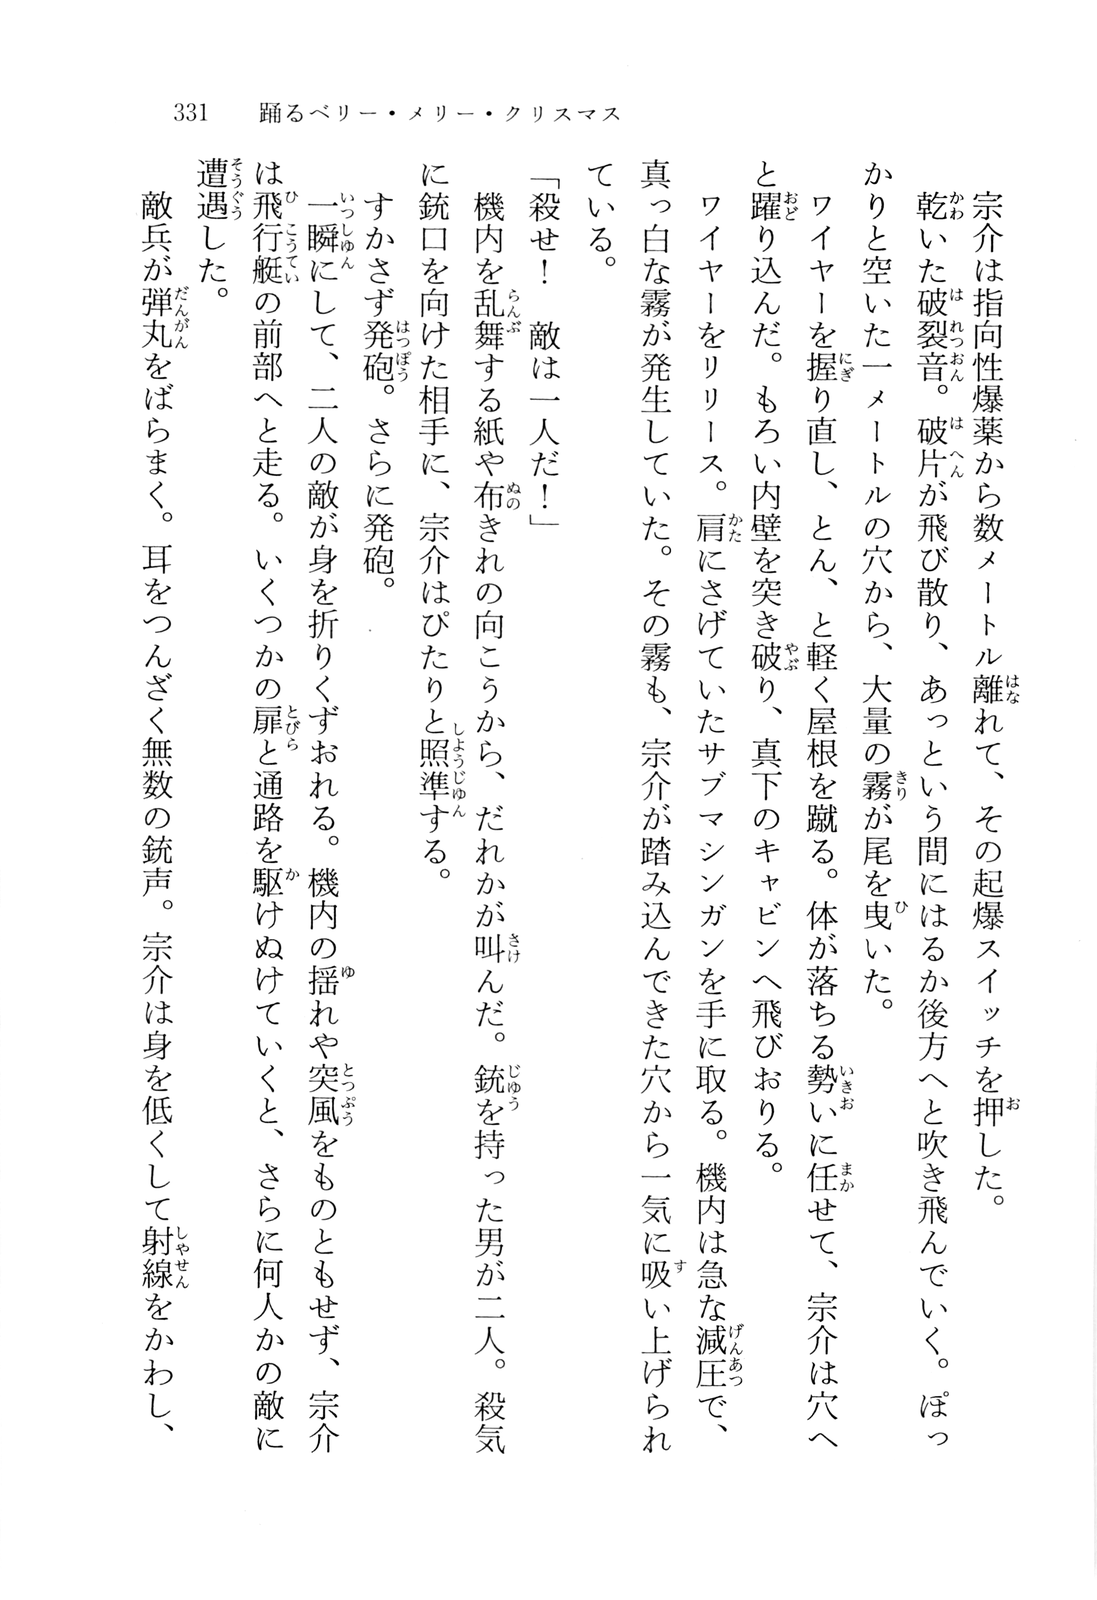 331　踊るベリー・メリー・クリスマス
　宗介は指向性爆薬から数メートル離れて、その起爆スイッチを押した。
　乾いた破裂音。破片が飛び散り、あっという間にはるか後方へと吹き飛んでいく。ぽっ
かりと空いた一メートルの穴から、大量の霧が尾を曳いた。
　ワイヤーを握り直し、とん、と軽く屋根を蹴る。体が落ちる勢いに任せて、宗介は穴へ
と躍り込んだ。もろい内壁を突き破り、真下のキャビンへ飛びおりる。
　ワイヤーをリリース。肩にさげていたサブマシンガンを手に取る。機内は急な減圧で、
真っ白な霧が発生していた。その霧も、宗介が踏み込んできた穴から一気に吸い上げられ
ている。
「殺せ！　敵は一人だ！」
　機内を乱舞する紙や布きれの向こうから、だれかが叫んだ。銃を持った男が二人。殺気
に銃口を向けた相手に、宗介はぴたりと照準する。
　すかさず発砲。さらに発砲。
　一瞬にして、二人の敵が身を折りくずおれる。機内の揺れや突風をものともせず、宗介
は飛行艇の前部へと走る。いくつかの扉と通路を駆けぬけていくと、さらに何人かの敵に
遭遇した。
　敵兵が弾丸をばらまく。耳をつんざく無数の銃声。宗介は身を低くして射線をかわし、